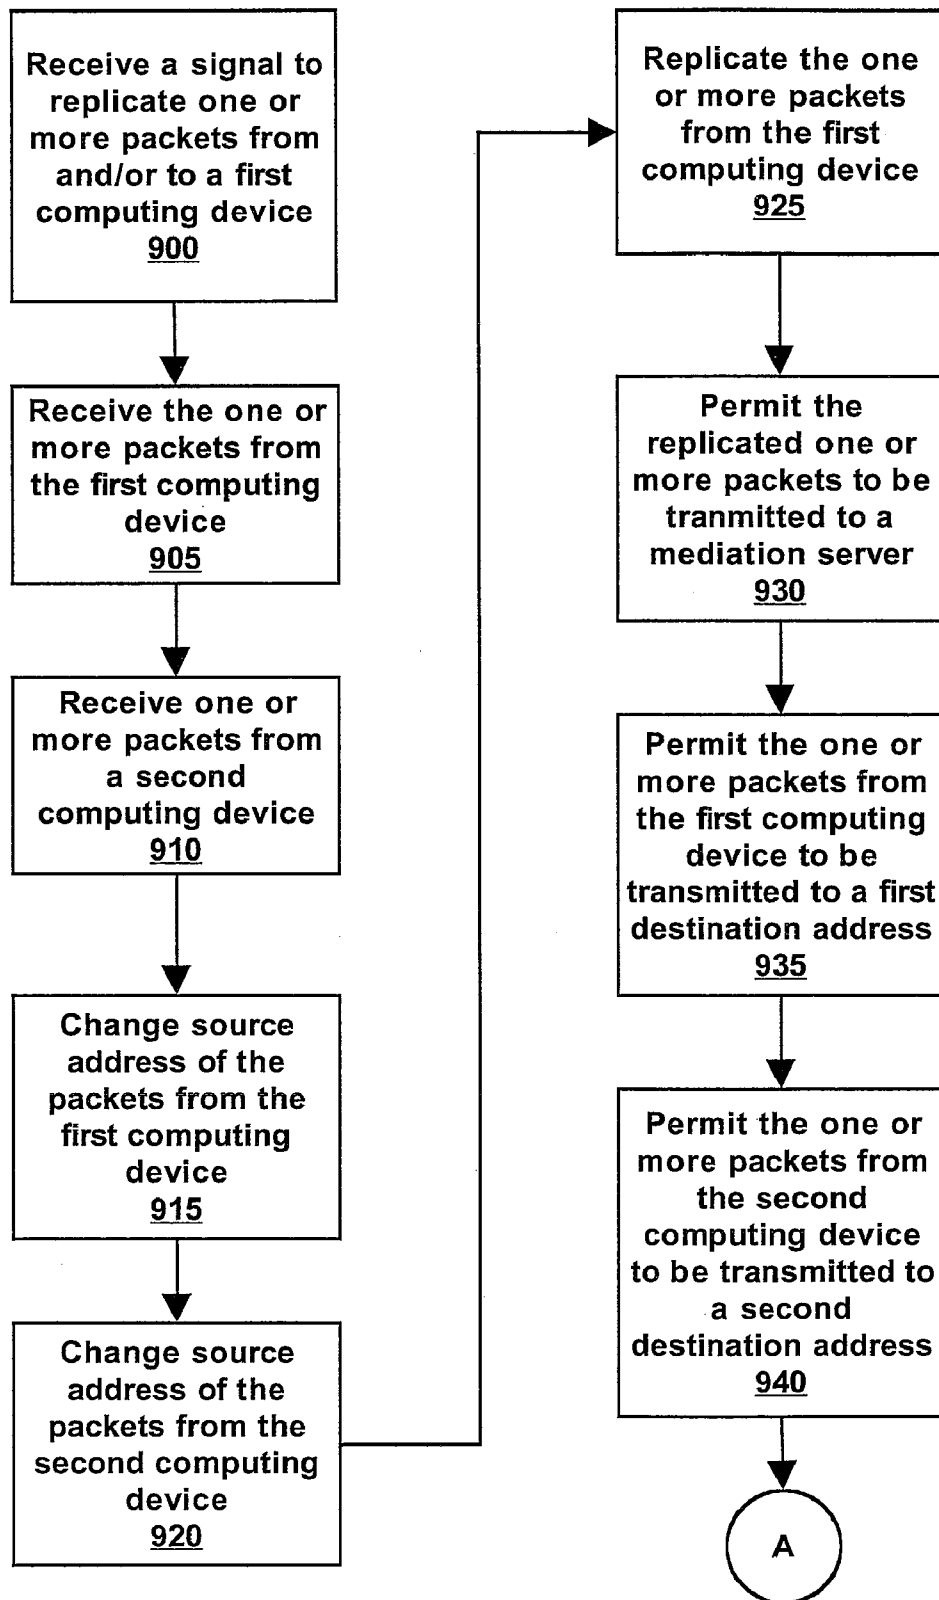 Receive a signal to
replicate one or
more packets from
and/or to a first
computing device
900
Receive the one or
more packets from
the first computing
device
905
Receive one or
more packets from
a second
computing device
910
Change source
address of the
packets from the
first computing
device
915
Change source
address of the
packets from the
second computing
device
920
Replicate the one
or more packets
from the first
computing device
925
Permit the
replicated one or
more packets to be
tranmitted to a
mediation server
930
Permit the one or
more packets from
the first computing
device to be
transmitted to a first
destination address
935
Permit the one or
more packets from
the second
computing device
to be transmitted to
a second
destination address
940
A